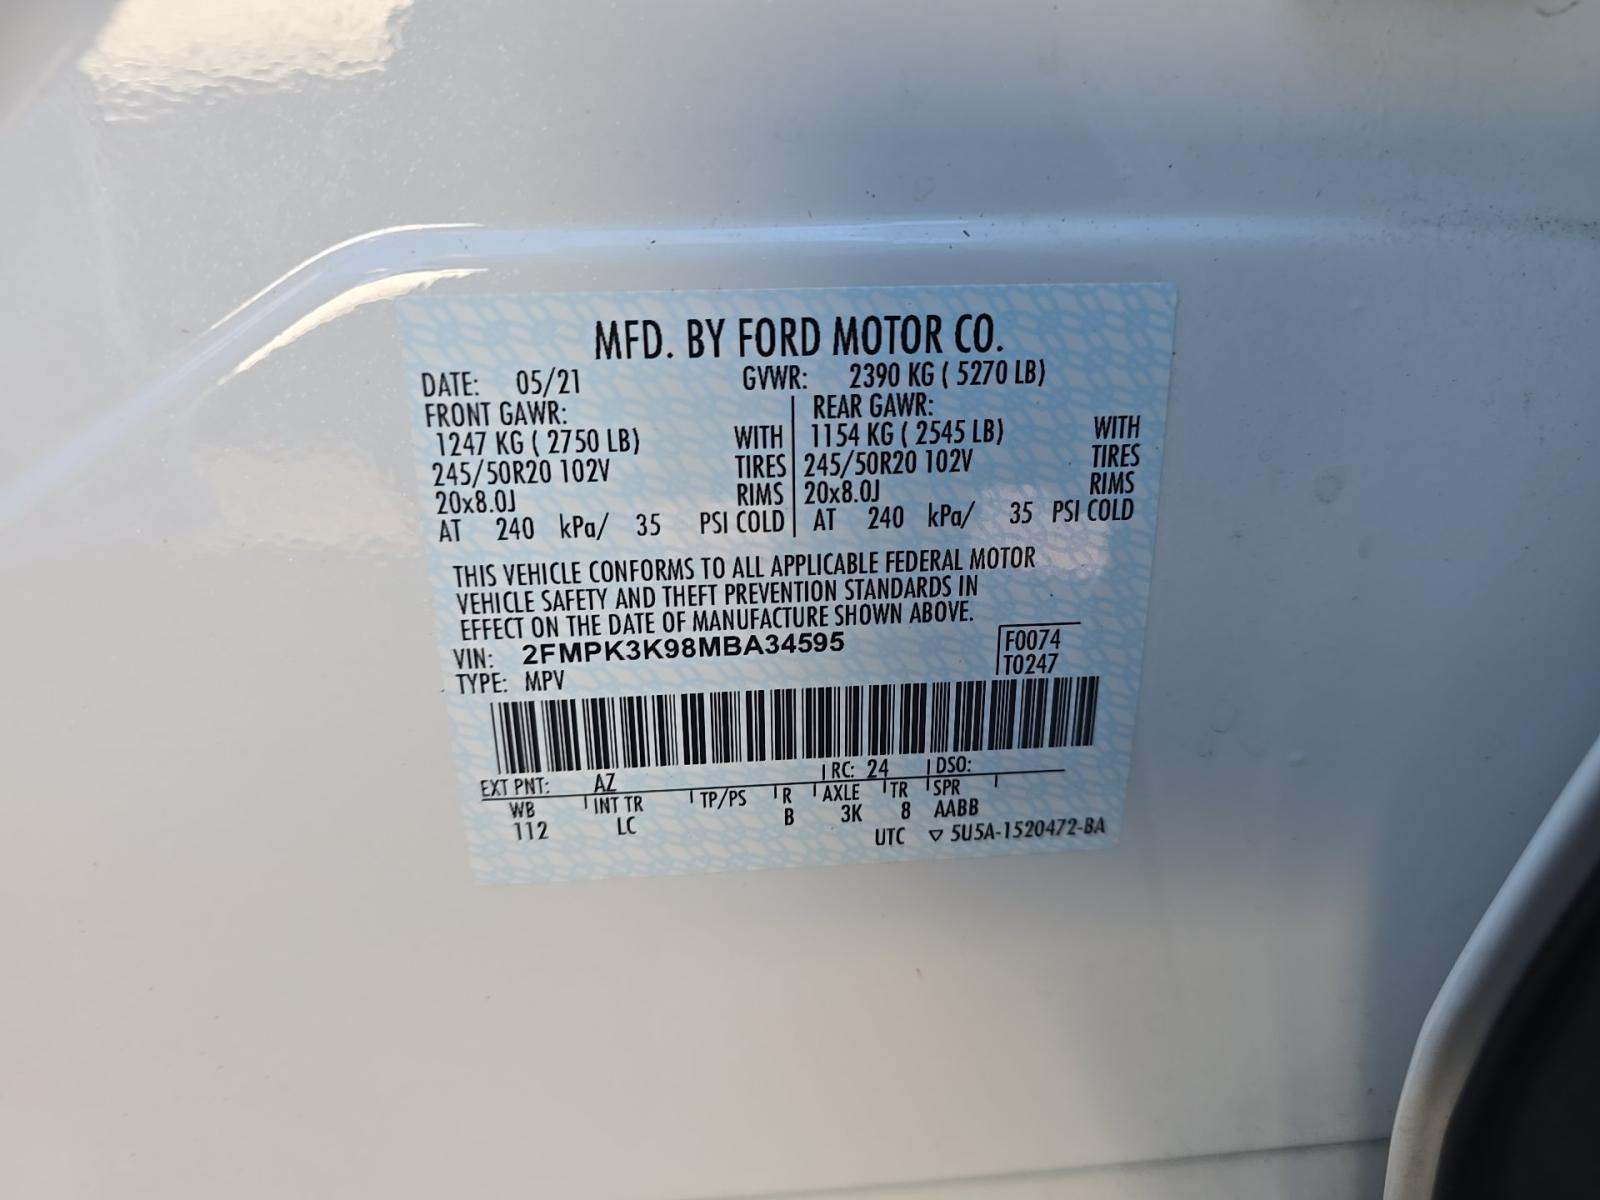 MFD. BY FORD MOTOR CO.
DATE: 05/21 GVWR: 2390 KG ( 5270 LB)
FRONT GAWR: REAR GAWR:
1247 KG ( 2750 LB) WITH 1154 KG ( 2545 LB) WITH
245/50R20 102V TIRES 245/50R20 102V TIRES
20x8.0J RIMS 20x8.0J RIMS
AT 240 kPa/ 35 PSI COLD AT 240 kPa/ 35 PSI COLD
THIS VEHICLE CONFORMS TO ALL APPLICABLE FEDERAL MOTOR
VEHICLE SAFETY AND THEFT PREVENTION STANDARDS IN
EFFECT ON THE DATE OF MANUFACTURE SHOWN ABOVE.
VIN: 2FMPK3K98MBA34595 F0074
TYPE: MPV T0247
EXT PNT: AZ RC: 24 DSO:
WB INT TR TP/PS R AXLE TR SPR
112 LC B 3K 8 AABB
UTC ▽ 5U5A-1520472-BA